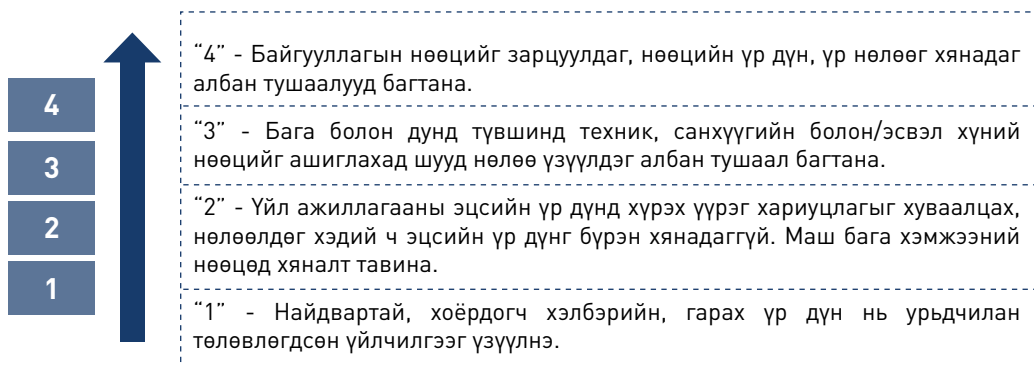 4
3
2
1
“4” - Байгууллагын нөөцийг зарцуулдаг, нөөцийн үр дүн, үр нөлөөг хянадаг
албан тушаалууд багтана.
“3” - Бага болон дунд түвшинд техник, санхүүгийн болон/эсвэл хүний
нөөцийг ашиглахад шууд нөлөө үзүүлдэг албан тушаал багтана.
“2” - Үйл ажиллагааны эцсийн үр дүнд хүрэх үүрэг хариуцлагыг хуваалцах,
нөлөөлдөг хэдий ч эцсийн үр дүнг бүрэн хянадаггүй. Маш бага хэмжээний
нөөцөд хяналт тавина.
“1” - Найдвартай, хоёрдогч хэлбэрийн, гарах үр дүн нь урьдчилан
төлөвлөгдсөн үйлчилгээг үзүүлнэ.